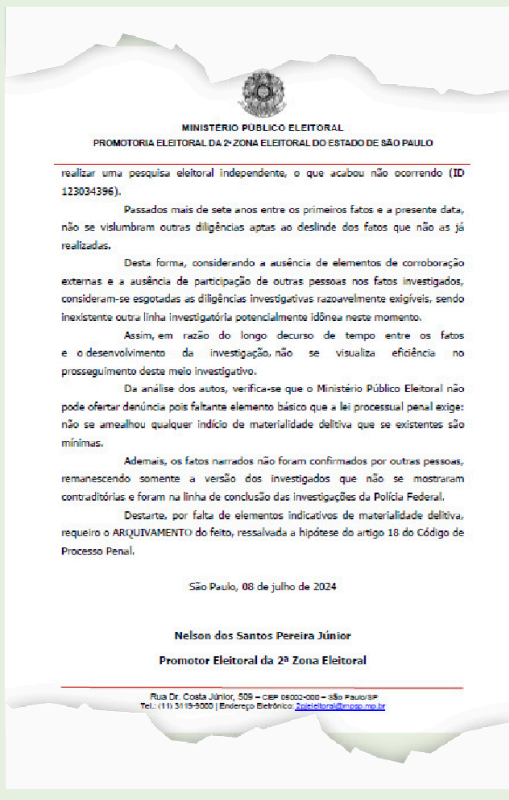 MINISTÉRIO PÚBLICO ELEITORAL
PROMOTORIA ELEITORAL DA 2ª ZONA ELEITORAL DO ESTADO DE SÃO PAULO
realizar uma pesquisa eleitoral independente, o que acabou não ocorrendo (ID
123034396).
Passados mais de sete anos entre os primeiros fatos e a presente data,
não se vislumbram outras diligências aptas ao deslinde dos fatos que não as já
realizadas.
Desta forma, considerando a ausência de elementos de corroboração
externas e a ausência de participação de outras pessoas nos fatos investigados,
consideram-se esgotadas as diligências investigativas razoavelmente exigíveis, sendo
inexistente outra linha investigatória potencialmente idônea neste momento.
Assim, em razão do longo decurso de tempo entre os fatos
e o desenvolvimento da investigação, não se visualiza eficiência no
prosseguimento deste meio investigativo.
Da análise dos autos, verifica-se que o Ministério Público Eleitoral não
pode ofertar denúncia pois faltante elemento básico que a lei processual penal exige:
não se amealhou qualquer indício de materialidade delitiva que se existentes são
mínimas.
Ademais, os fatos narrados não foram confirmados por outras pessoas,
remanescendo somente a versão dos investigados que não se mostraram
contraditórias e foram na linha de conclusão das investigações da Polícia Federal.
Destarte, por falta de elementos indicativos de materialidade delitiva,
requeiro o ARQUIVAMENTO do feito, ressalvada a hipótese do artigo 18 do Código de
Processo Penal.
São Paulo, 08 de julho de 2024
Nelson dos Santos Pereira Júnior
Promotor Eleitoral da 2ª Zona Eleitoral
Rua Dr. Costa Júnior, 509 – CEP 05002-000 – São Paulo/SP
Tel.: (11) 3119-9000 | Endereço Eletrônico: 2pjeleitoral@mpsp.mp.br